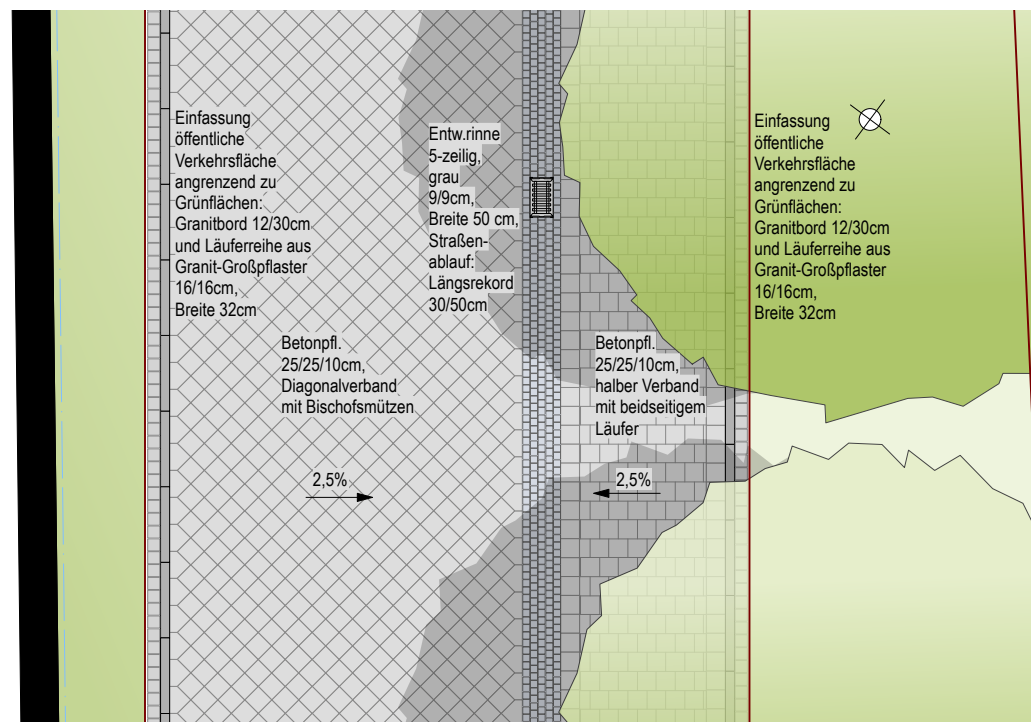 Einfassung
öffentliche
Verkehrsfläche
angrenzend zu
Grünflächen:
Granitbord 12/30cm
und Läuferreihe aus
Granit-Großpflaster
16/16cm,
Breite 32cm
Entw.rinne
5-zeilig,
grau
9/9cm,
Breite 50 cm,
Straßen-
ablauf:
Längsrekord
30/50cm
Einfassung
öffentliche
Verkehrsfläche
angrenzend zu
Grünflächen:
Granitbord 12/30cm
und Läuferreihe aus
Granit-Großpflaster
16/16cm,
Breite 32cm
Betonpfl.
25/25/10cm,
Diagonalverband
mit Bischofsmützen
Betonpfl.
25/25/10cm,
halber Verband
mit beidseitigem
Läufer
2,5%
2,5%